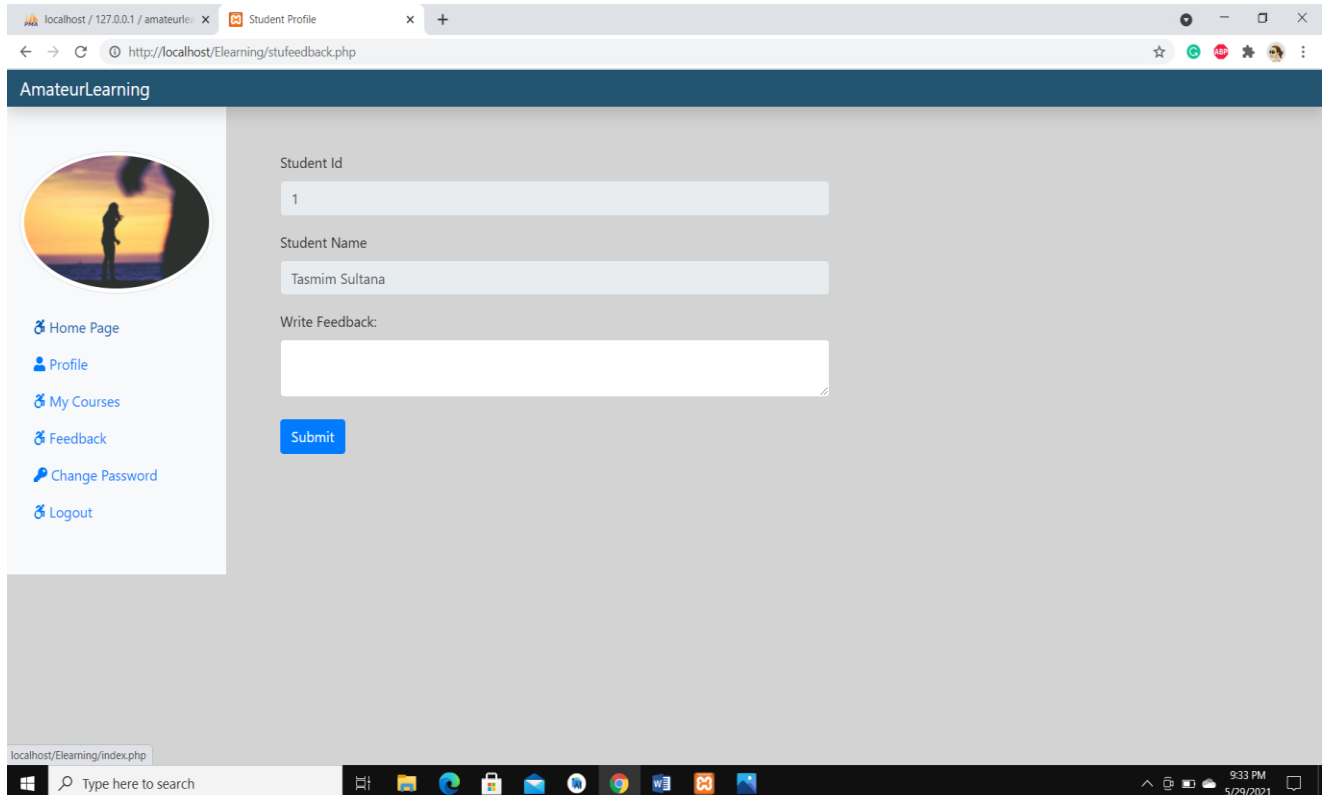 localhost / 127.0.0.1 / amateurlea
Student Profile
http://localhost/Elearning/stufeedback.php
ABP
AmateurLearning
Student Id
1
Student Name
Tasmim Sultana
Write Feedback:
Submit
Home Page
Profile
My Courses
Feedback
Change Password
Logout
localhost/Elearning/index.php
Type here to search
9:33 PM
5/29/2021